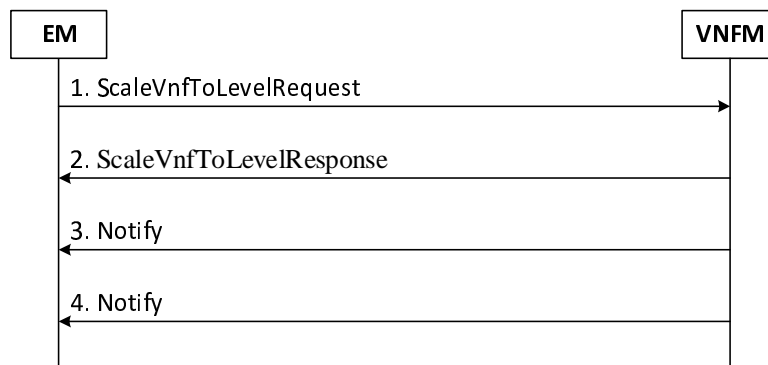 EM
VNFM
1. ScaleVnfToLevelRequest
2. ScaleVnfToLevelResponse
3. Notify
4. Notify